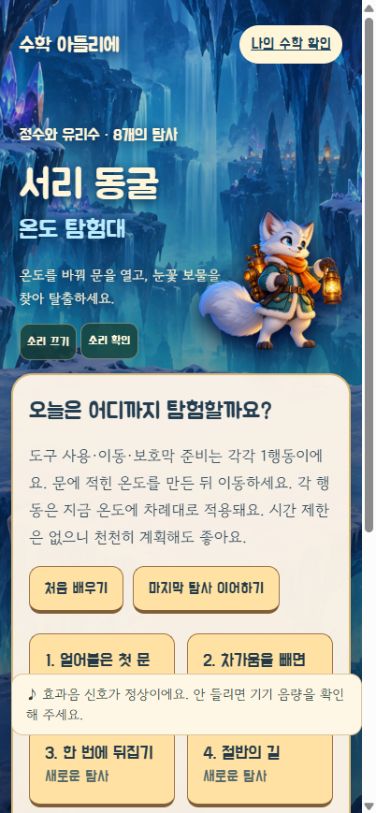 수학 아틀리에
나의 수학 확인
정수와 유리수 · 8개의 탐사
서리 동굴
온도 탐험대
온도를 바꿔 문을 열고, 눈꽃 보물을
찾아 탈출하세요.
소리 끄기
소리 확인
오늘은 어디까지 탐험할까요?
도구 사용·이동·보호막 준비는 각각 1행동이에
요. 문에 적힌 온도를 만든 뒤 이동하세요. 각 행
동은 지금 온도에 차례대로 적용돼요. 시간 제한
은 없으니 천천히 계획해도 좋아요.
처음 배우기
마지막 탐사 이어하기
1. 얼어붙은 첫 문
2. 차가움을 빼면
♪ 효과음 신호가 정상이에요. 안 들리면 기기 음량을 확인
해 주세요.
3. 한 번에 뒤집기
새로운 탐사
4. 절반의 길
새로운 탐사